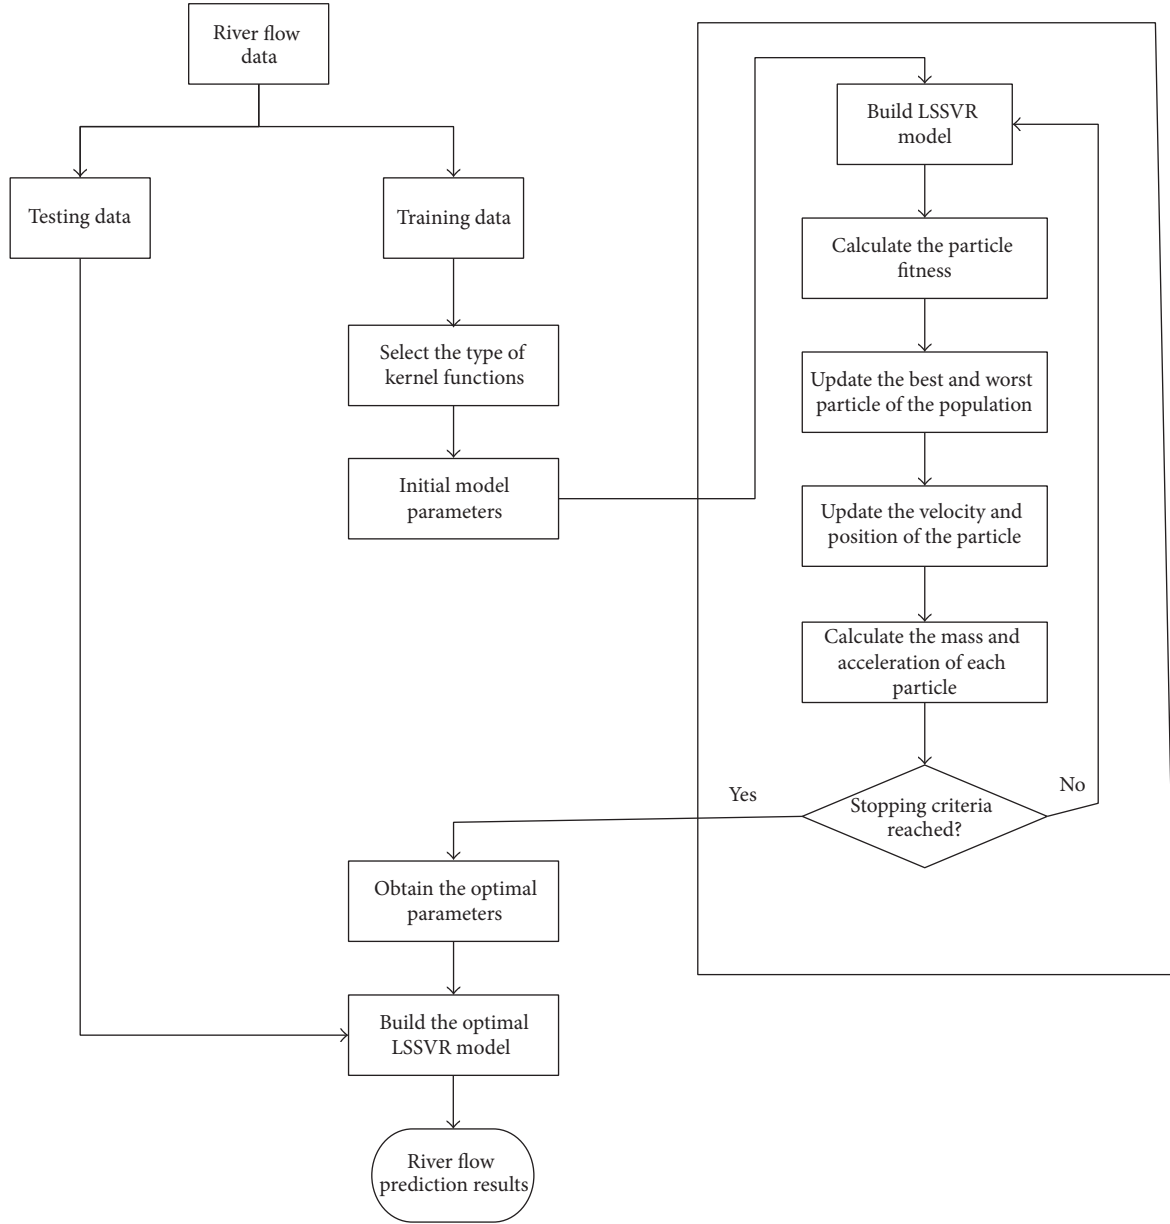 River flow
data
Testing data
Training data
Select the type of
kernel functions
Initial model
parameters
Build LSSVR
model
Calculate the particle
fitness
Update the best and worst
particle of the population
Update the velocity and
position of the particle
Calculate the mass and
acceleration of each
particle
Stopping criteria
reached?
Yes
No
Obtain the optimal
parameters
Build the optimal
LSSVR model
River flow
prediction results